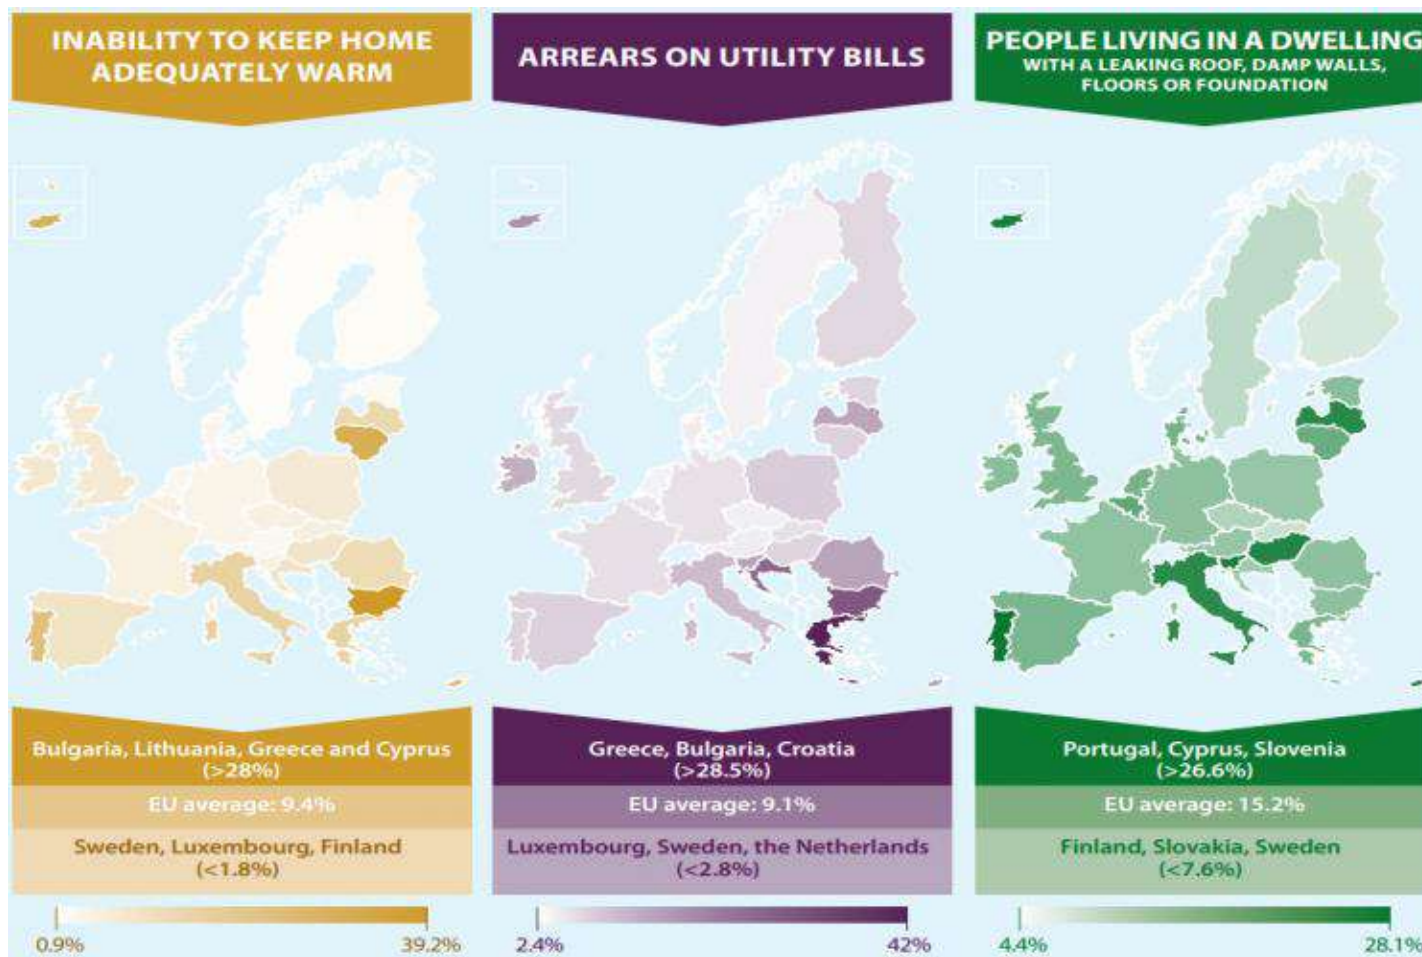 INABILITY TO KEEP HOME
ADEQUATELY WARM
Bulgaria, Lithuania, Greece and Cyprus
(>28%)
EU average: 9.4%
Sweden, Luxembourg, Finland
(<1.8%)
0.9%
39.2%
ARREARS ON UTILITY BILLS
Greece, Bulgaria, Croatia
(>28.5%)
EU average: 9.1%
Luxembourg, Sweden, the Netherlands
(<2.8%)
2.4%
42%
PEOPLE LIVING IN A DWELLING
WITH A LEAKING ROOF, DAMP WALLS,
FLOORS OR FOUNDATION
Portugal, Cyprus, Slovenia
(>26.6%)
EU average: 15.2%
Finland, Slovakia, Sweden
(<7.6%)
4.4%
28.1%